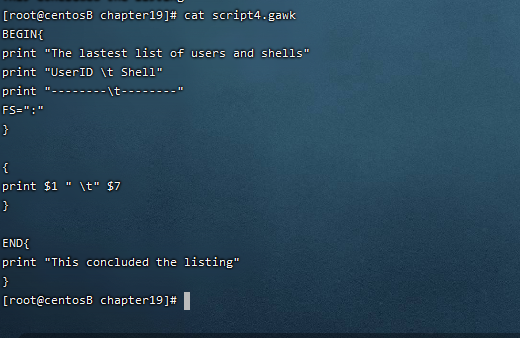 [root@centosB chapter19]# cat script4.gawk
BEGIN{
print "The lastest list of users and shells"
print "UserID \t Shell"
print "--------\t--------"
FS=":"
}
{
print $1 " \t" $7
}
END{
print "This concluded the listing"
}
[root@centosB chapter19]#